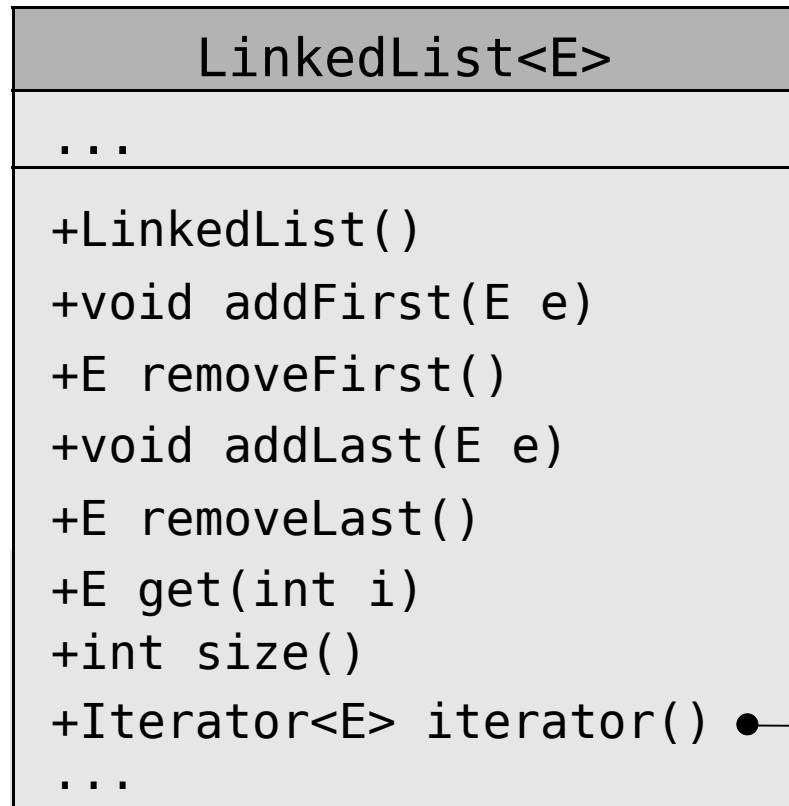 LinkedList<E>
...
+LinkedList()
+void addFirst(E e)
+E removeFirst()
+void addLast(E e)
+E removeLast()
+E get(int i)
+int size()
+Iterator<E> iterator()
...